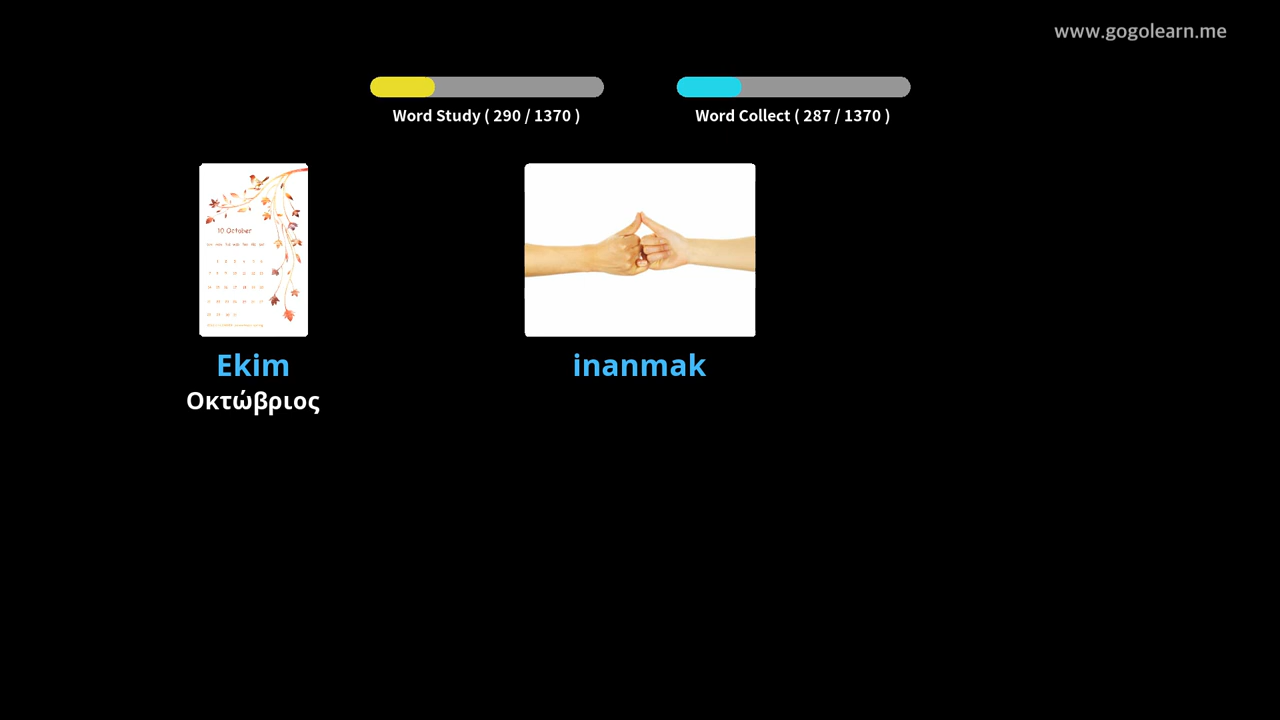 www.gogolearn.me
Word Study ( 290 / 1370 )
Word Collect ( 287 / 1370 )
10 October
Ekim
Οκτώβριος
inanmak